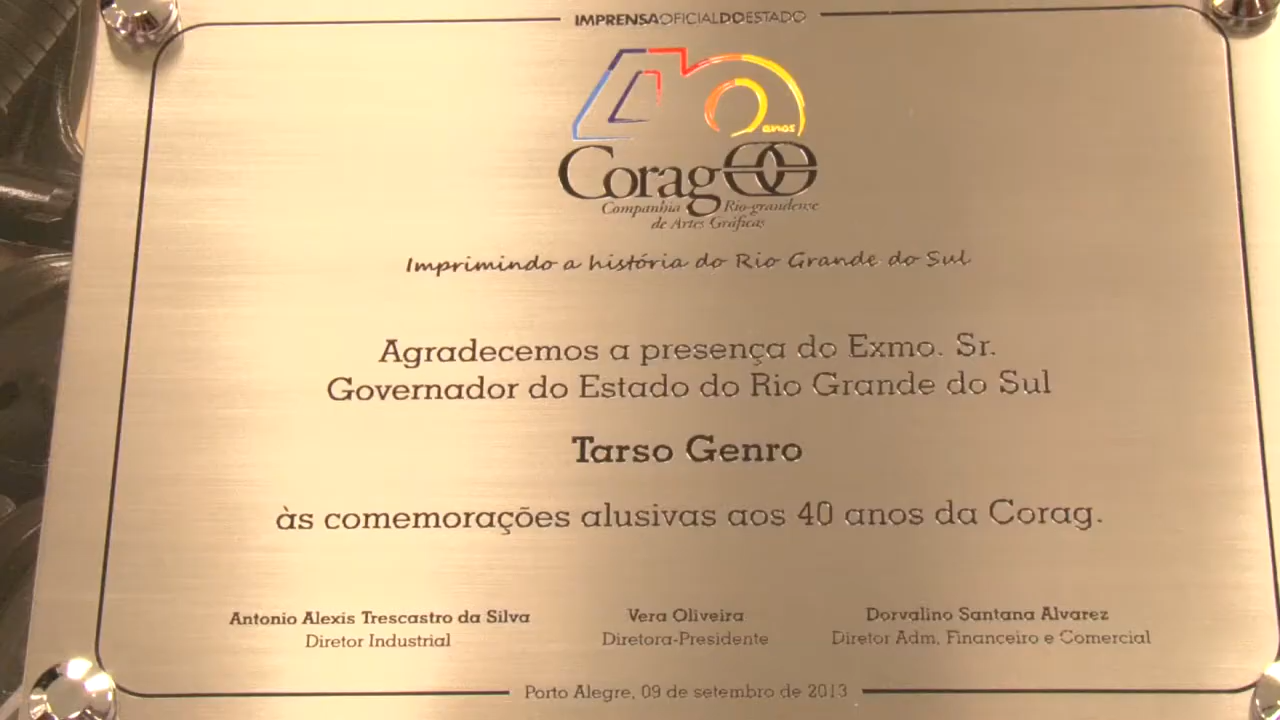 IMPRENSAOFICIALDOESTADO
40 anos
Corag
Companhia Rio-grandense
de Artes Gráficas
Imprimindo a história do Rio Grande do Sul
Agradecemos a presença do Exmo. Sr.
Governador do Estado do Rio Grande do Sul
Tarso Genro
às comemorações alusivas aos 40 anos da Corag.
Antonio Alexis Trescastro da Silva Vera Oliveira Dorvalino Santana Alvarez
Diretor Industrial Diretora-Presidente Diretor Adm, Financeiro e Comercial
Porto Alegre, 09 de setembro de 2013